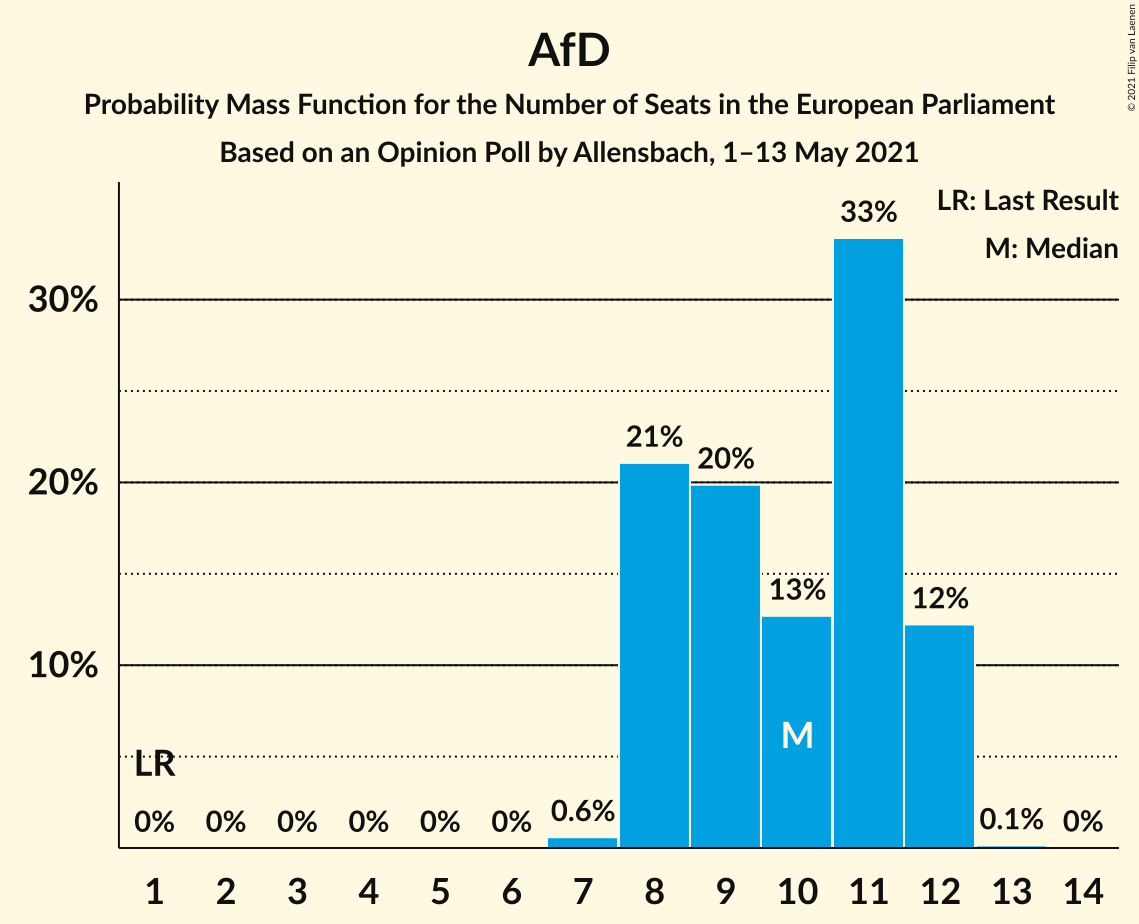 AfD
Probability Mass Function for the Number of Seats in the European Parliament
Based on an Opinion Poll by Allensbach, 1–13 May 2021
© 2021 Filip van Laenen
LR: Last Result
M: Median
30%
20%
10%
LR
0%
0%
0%
0%
0%
0%
0.6%
21%
20%
13%
M
33%
12%
0.1%
0%
1 2 3 4 5 6 7 8 9 10 11 12 13 14